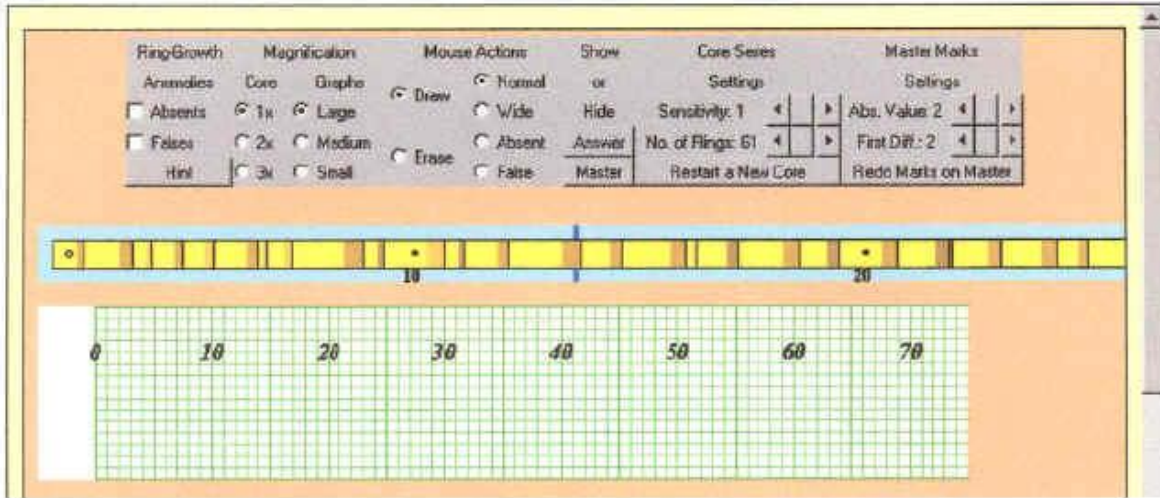 Ring-Growth Magnification Mouse Actions Show Core Series Master Marks
Anomalies Core Graphs Draw Normal or Settings Settings
Absents 1x Large Wide Hide Sensitivity: 1 Abs. Value: 2
Falses 2x Medium Erase Absent Answer No. of Rings: 61 First Diff.: 2
Hint 3x Small False Master Restart a New Core Redo Marks on Master
10 20
0 10 20 30 40 50 60 70